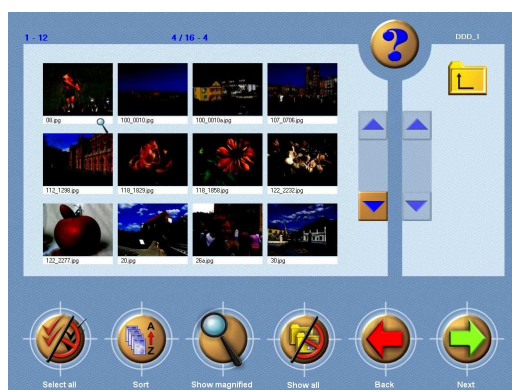 1 - 12
4 / 16 - 4
DDD_1
?
00.jpg
100_0010.jpg
100_0010a.jpg
107_0706.jpg
112_1298.jpg
118_1829.jpg
118_1858.jpg
122_2232.jpg
122_2277.jpg
20.jpg
26a.jpg
30.jpg
A
Z
Select all
Sort
Show magnified
Show all
Back
Next